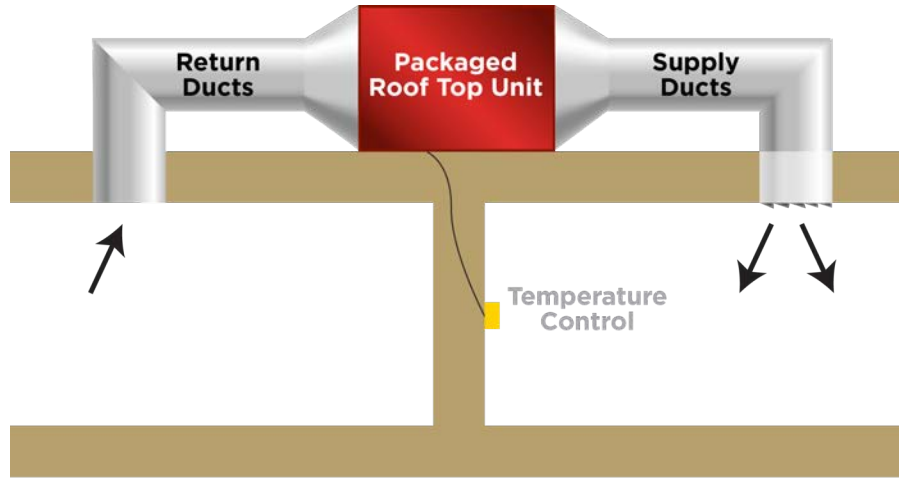 Return
Ducts
Packaged
Roof Top Unit
Supply
Ducts
Temperature
Control